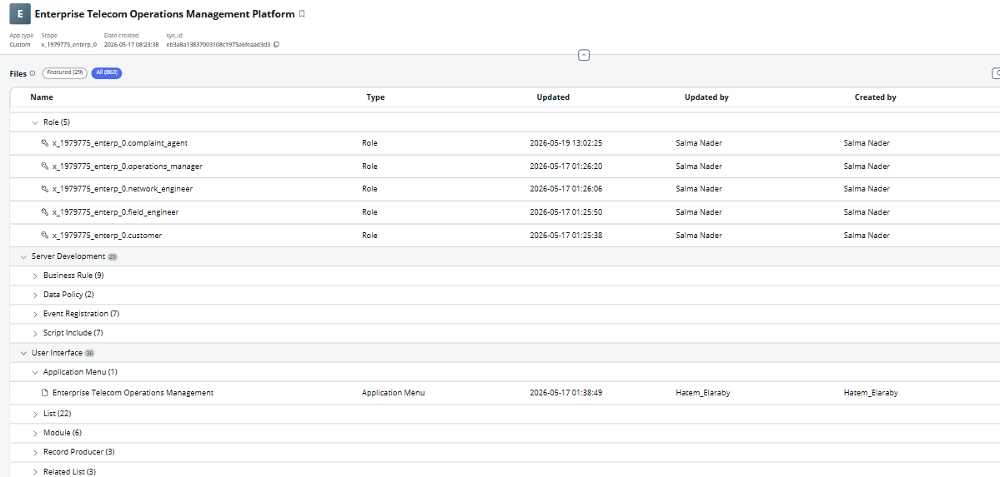 E Enterprise Telecom Operations Management Platform
App type Scope Date created sys_id
Custom x_1979775_enterp_0 2026-05-17 08:23:38 eb3a8a13837003108c1975a6feaad3d3
Files Featured (29) All (863)
Name Type Updated Updated by Created by
Role (5)
x_1979775_enterp_0.complaint_agent Role 2026-05-19 13:02:25 Salma Nader Salma Nader
x_1979775_enterp_0.operations_manager Role 2026-05-17 01:26:20 Salma Nader Salma Nader
x_1979775_enterp_0.network_engineer Role 2026-05-17 01:26:06 Salma Nader Salma Nader
x_1979775_enterp_0.field_engineer Role 2026-05-17 01:25:50 Salma Nader Salma Nader
x_1979775_enterp_0.customer Role 2026-05-17 01:25:38 Salma Nader Salma Nader
Server Development 25
Business Rule (9)
Data Policy (2)
Event Registration (7)
Script Include (7)
User Interface 36
Application Menu (1)
Enterprise Telecom Operations Management Application Menu 2026-05-17 01:38:49 Hatem_Elaraby Hatem_Elaraby
List (22)
Module (6)
Record Producer (3)
Related List (3)